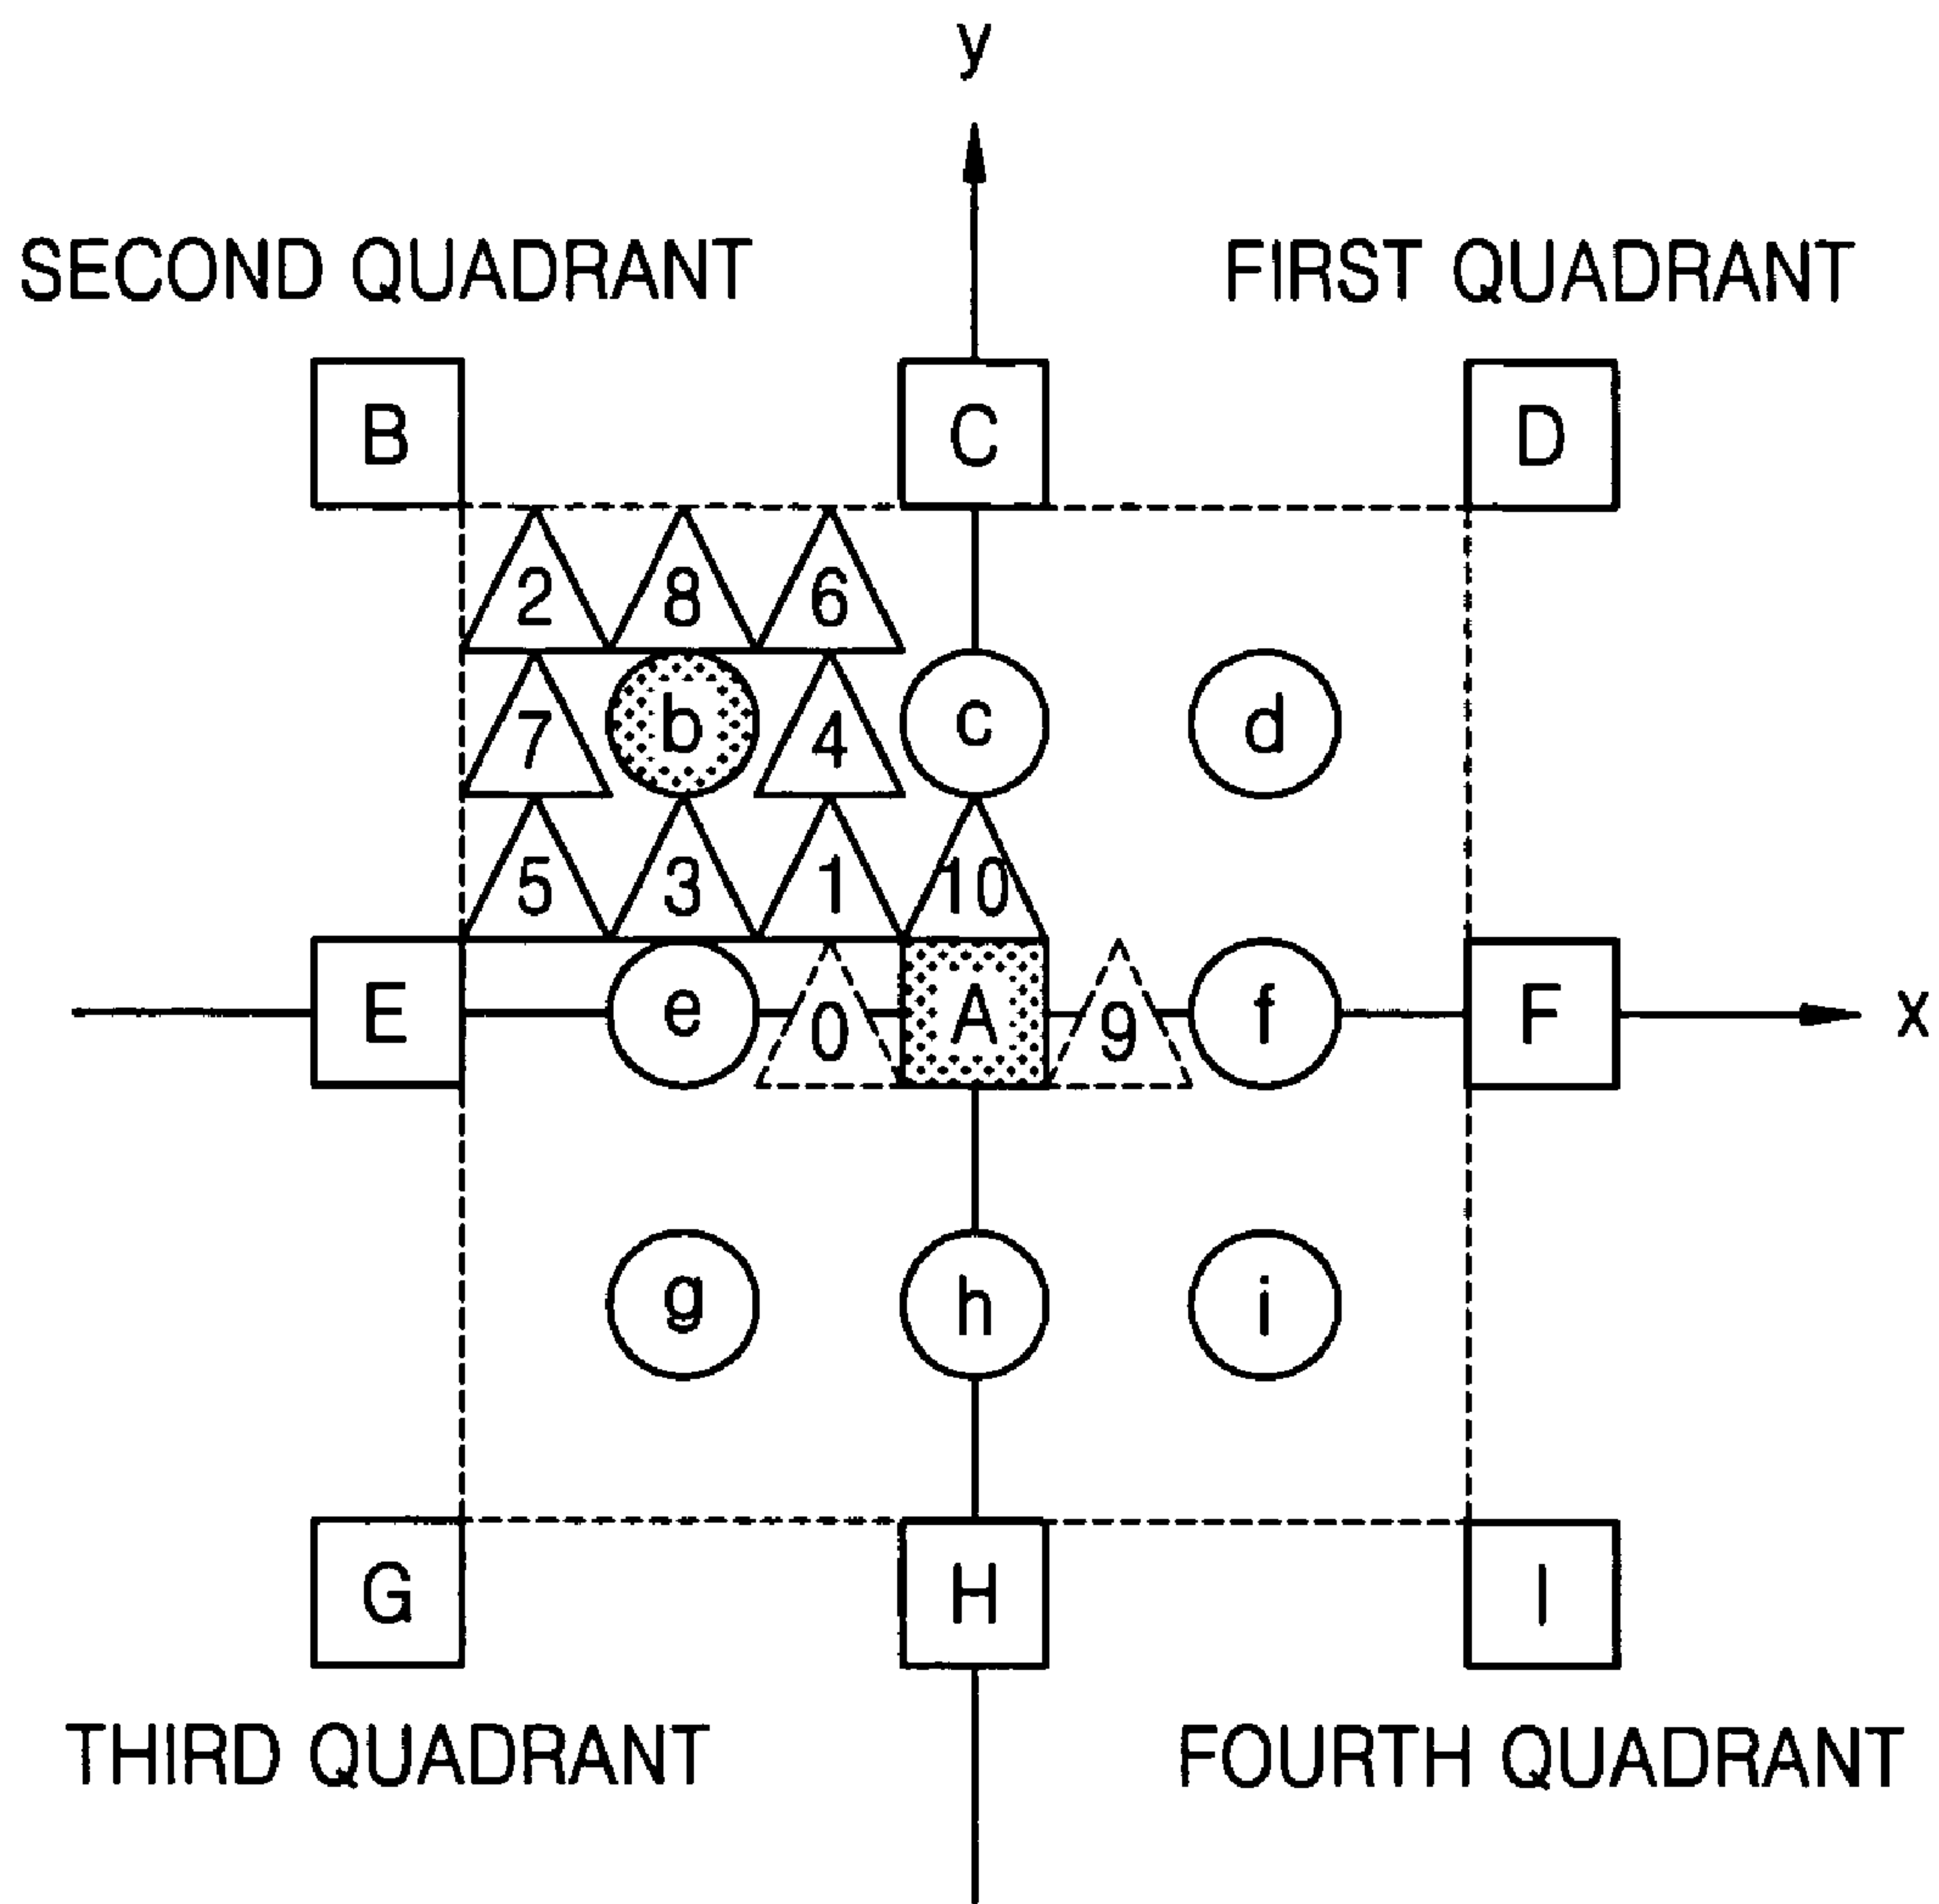 y
SECOND QUADRANT FIRST QUADRANT
B C D
2 8 6
7 b 4 c d
5 3 1 10
E e 0 A 9 f F x
g h i
G H I
THIRD QUADRANT FOURTH QUADRANT